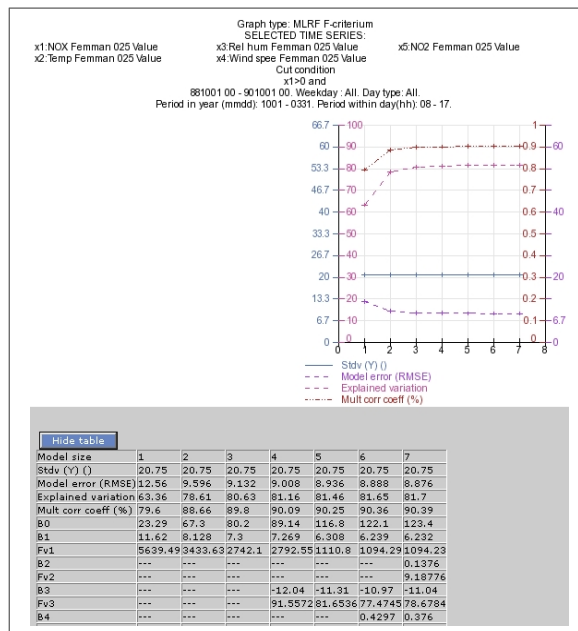 Graph type: MLRF F-criterium
SELECTED TIME SERIES:
x1:NOX Femman 025 Value x3:Rel hum Femman 025 Value x5:NO2 Femman 025 Value
x2:Temp Femman 025 Value x4:Wind spee Femman 025 Value
Cut condition
x1>0 and
881001 00 - 901001 00. Weekday : All. Day type: All.
Period in year (mmdd): 1001 - 0331. Period within day(hh): 08 - 17.
66.7 100 1
60 90 0.9 60
53.3 80 0.8
46.7 70 0.7
40 60 0.6 40
33.3 50 0.5
26.7 40 0.4
20 30 0.3 20
13.3 20 0.2
6.7 10 0.1 6.7
0 0 0 0
0 1 2 3 4 5 6 7 8
Stdv (Y) ()
Model error (RMSE)
Explained variation
Mult corr coeff (%)
Hide table
Model size 1 2 3 4 5 6 7
Stdv (Y) () 20.75 20.75 20.75 20.75 20.75 20.75 20.75
Model error (RMSE) 12.56 9.596 9.132 9.008 8.936 8.888 8.876
Explained variation 63.36 78.61 80.63 81.16 81.46 81.65 81.7
Mult corr coeff (%) 79.6 88.66 89.8 90.09 90.25 90.36 90.39
B0 23.29 67.3 80.2 89.14 116.8 122.1 123.4
B1 11.62 8.128 7.3 7.269 6.308 6.239 6.232
Fv1 5639.49 3433.63 2742.1 2792.55 1110.8 1094.29 1094.23
B2 --- --- --- --- --- --- 0.1376
Fv2 --- --- --- --- --- --- 9.18776
B3 --- --- --- -12.04 -11.31 -10.97 -11.04
Fv3 --- --- --- 91.5572 81.6536 77.4745 78.6784
B4 --- --- --- --- --- 0.4297 0.376